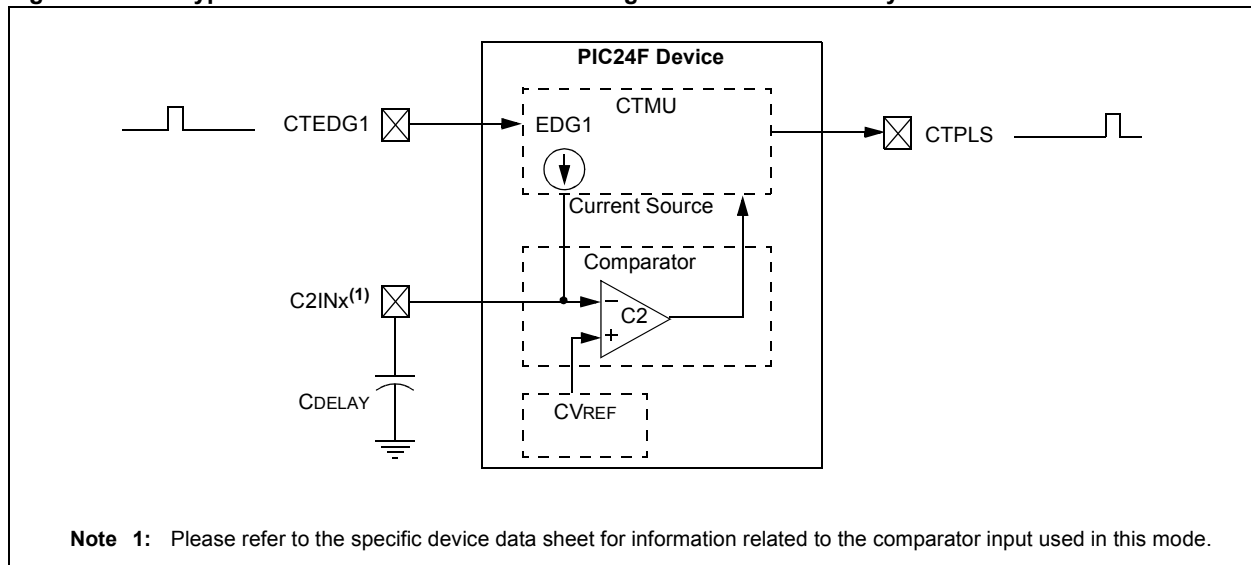 PIC24F Device
CTMU
CTEDG1
EDG1
CTPLS
Current Source
Comparator
C2INx(1)
−
C2
+
CDELAY
CVREF
Note 1: Please refer to the specific device data sheet for information related to the comparator input used in this mode.